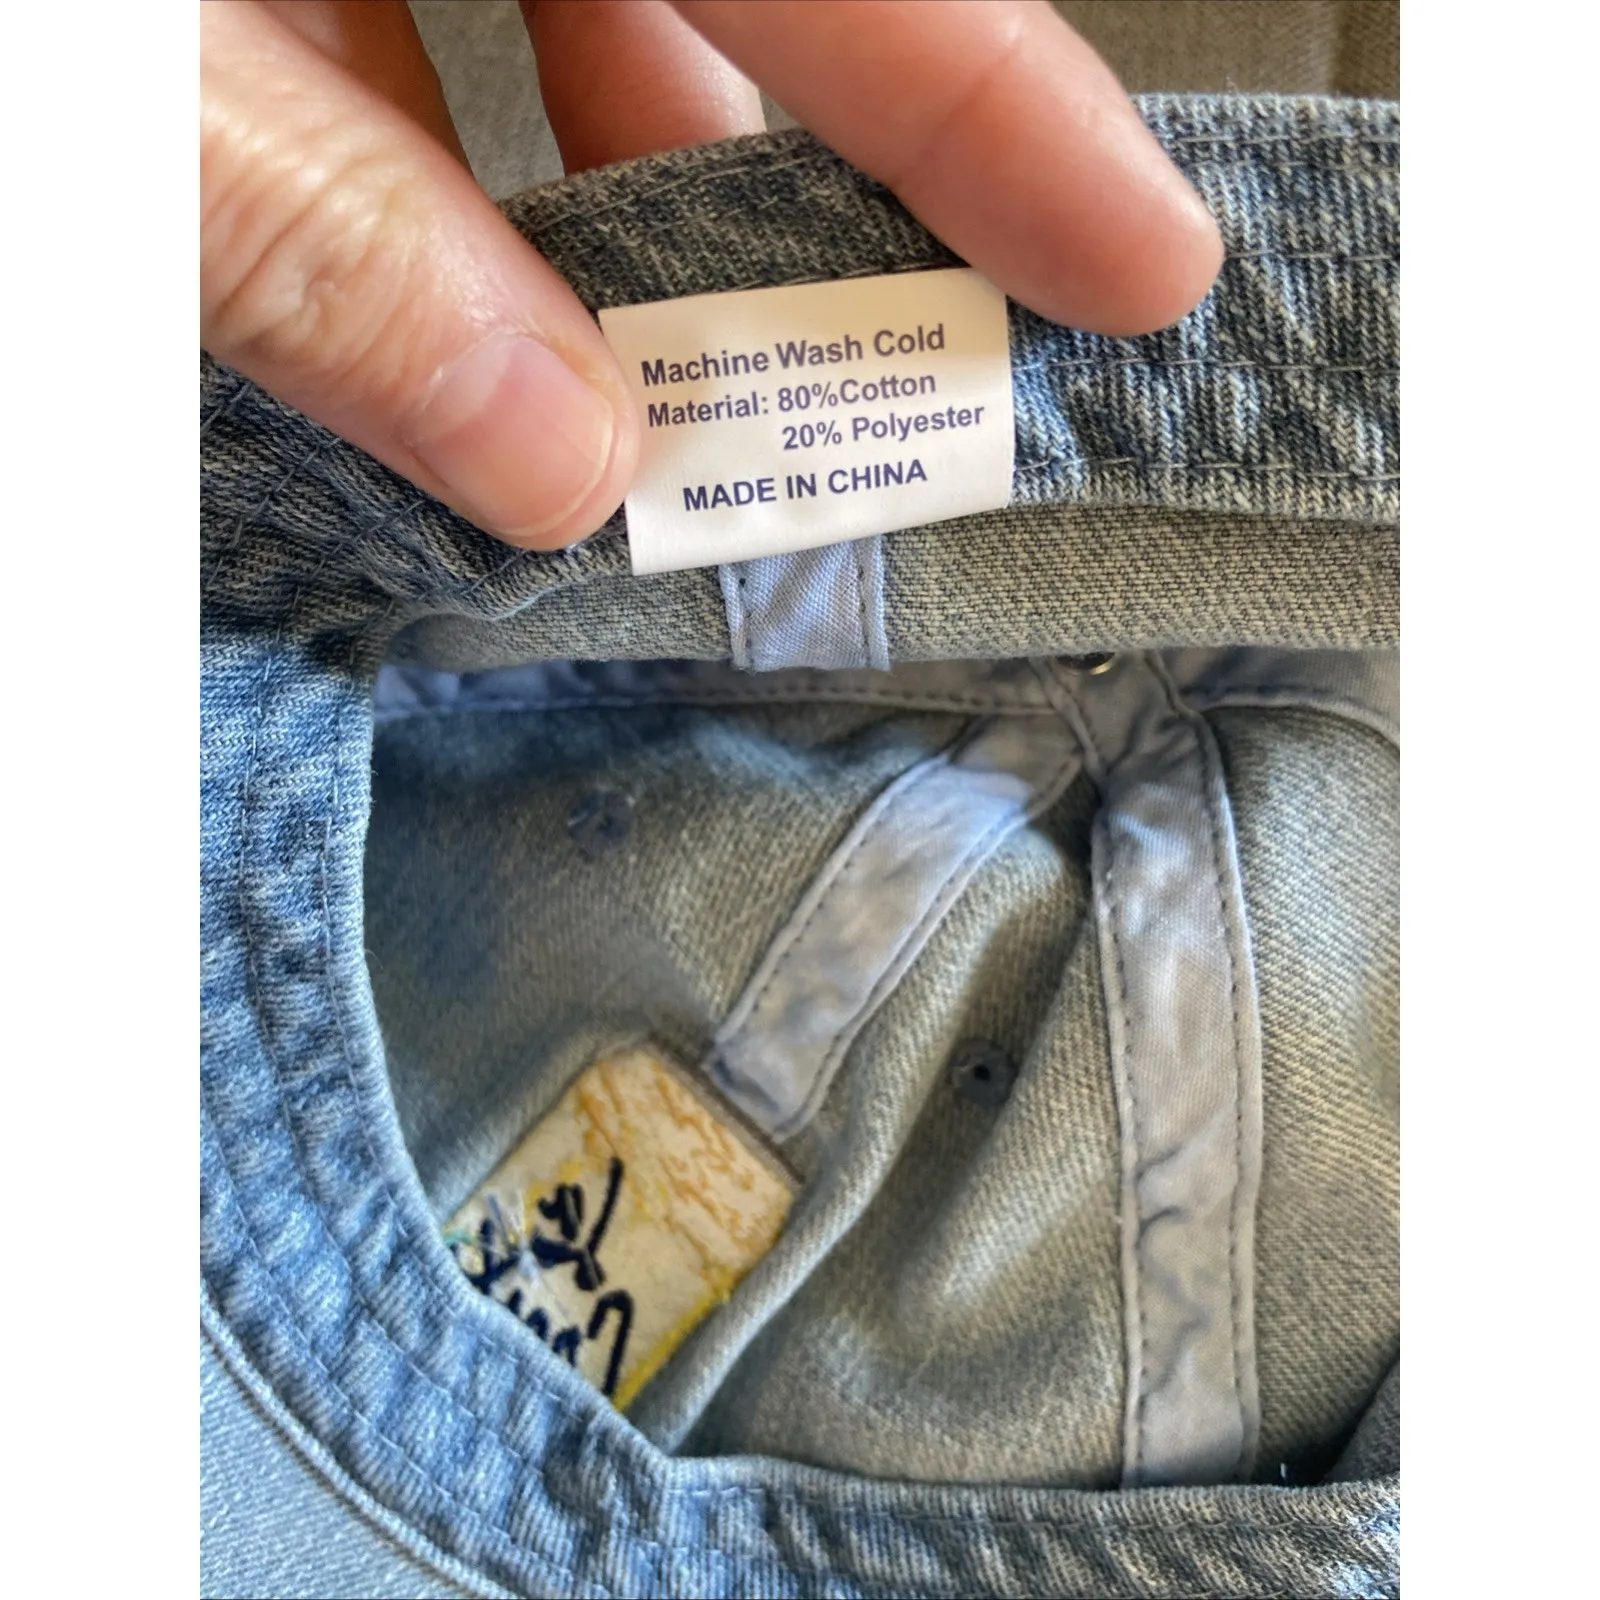 Machine Wash Cold
Material: 80%Cotton
20% Polyester
MADE IN CHINA